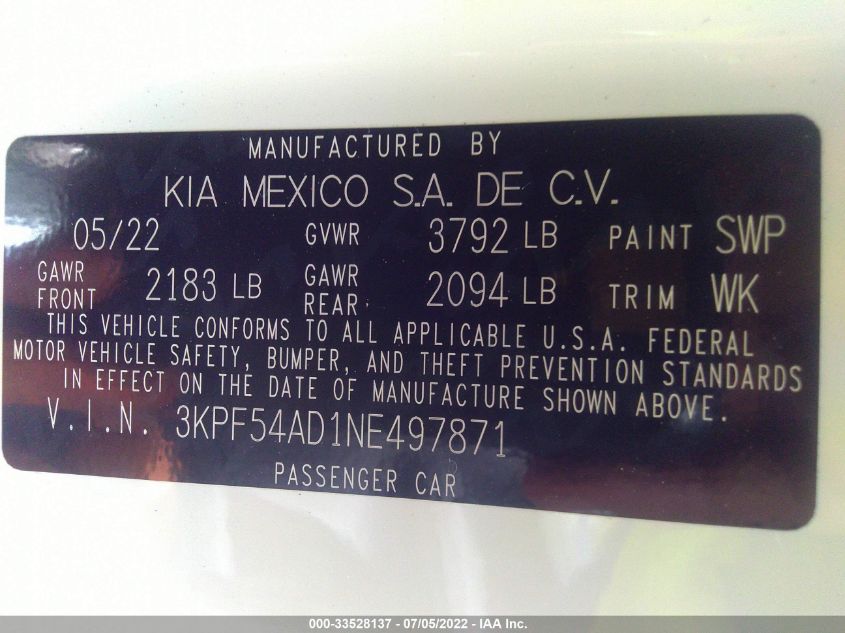 MANUFACTURED BY
KIA MEXICO S.A. DE C.V.
05/22 GVWR 3792 LB PAINT SWP
GAWR FRONT 2183 LB GAWR REAR 2094 LB TRIM WK
THIS VEHICLE CONFORMS TO ALL APPLICABLE U.S.A. FEDERAL
MOTOR VEHICLE SAFETY, BUMPER, AND THEFT PREVENTION STANDARDS
IN EFFECT ON THE DATE OF MANUFACTURE SHOWN ABOVE.
V.I.N. 3KPF54AD1NE497871
PASSENGER CAR
000-33528137 - 07/05/2022 - IAA Inc.